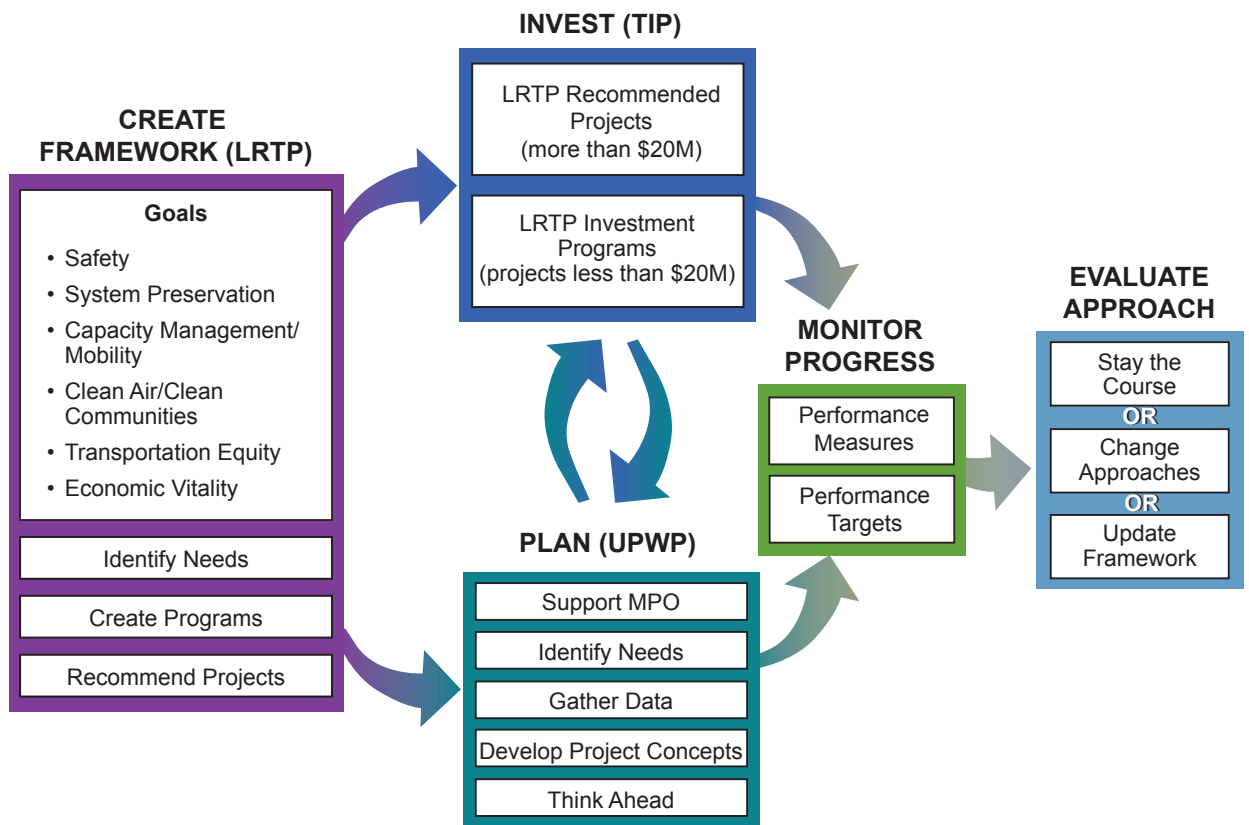 CREATE
FRAMEWORK (LRTP)
Goals
• Safety
• System Preservation
• Capacity Management/
Mobility
• Clean Air/Clean
Communities
• Transportation Equity
• Economic Vitality
Identify Needs
Create Programs
Recommend Projects
INVEST (TIP)
LRTP Recommended
Projects
(more than $20M)
LRTP Investment
Programs
(projects less than $20M)
PLAN (UPWP)
Support MPO
Identify Needs
Gather Data
Develop Project Concepts
Think Ahead
MONITOR
PROGRESS
Performance
Measures
Performance
Targets
EVALUATE
APPROACH
Stay the
Course
OR
Change
Approaches
OR
Update
Framework